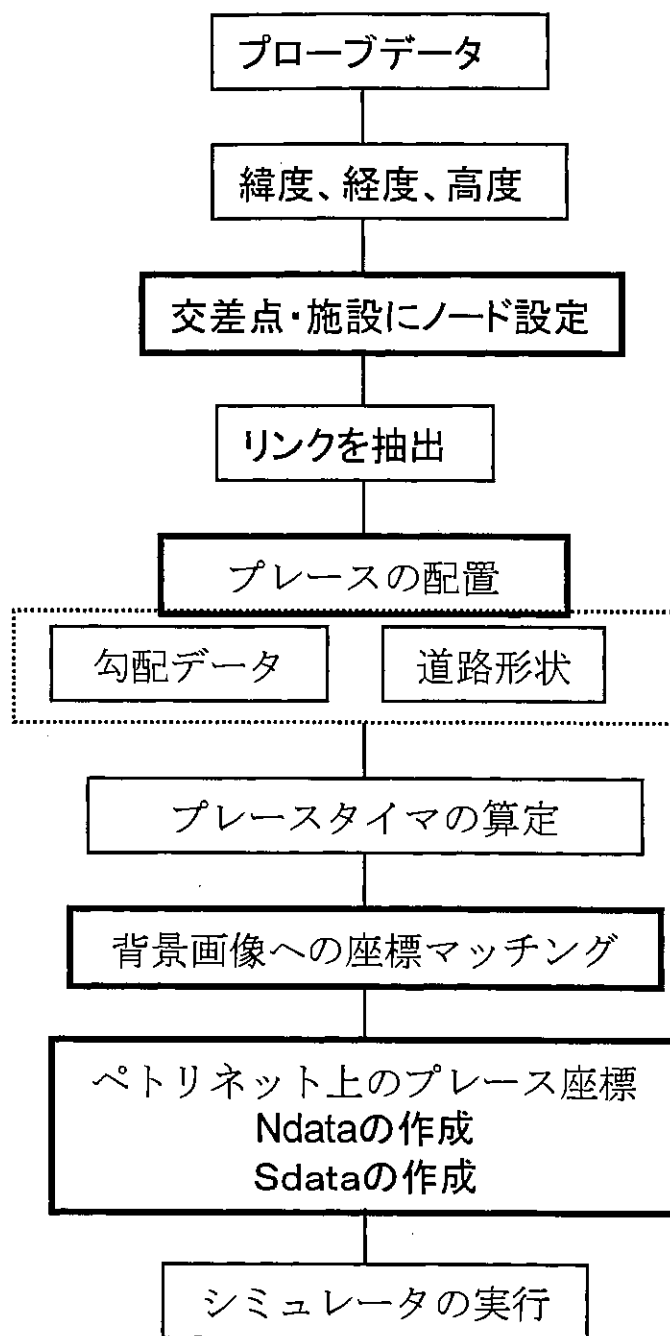 プローブデータ
緯度、経度、高度
交差点・施設にノード設定
リンクを抽出
プレースの配置
勾配データ
道路形状
プレースタイマの算定
背景画像への座標マッチング
ペトリネット上のプレース座標
Ndataの作成
Sdataの作成
シミュレータの実行